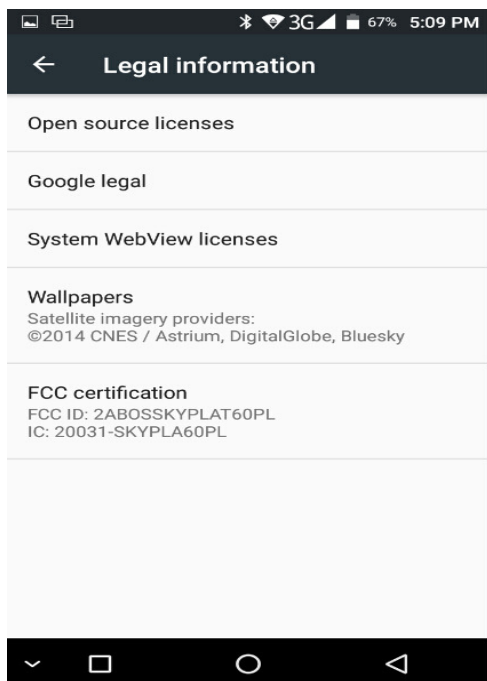 3G 67% 5:09 PM
Legal information
Open source licenses
Google legal
System WebView licenses
Wallpapers
Satellite imagery providers:
©2014 CNES / Astrium, DigitalGlobe, Bluesky
FCC certification
FCC ID: 2ABOSSKYPLAT60PL
IC: 20031-SKYPLA60PL